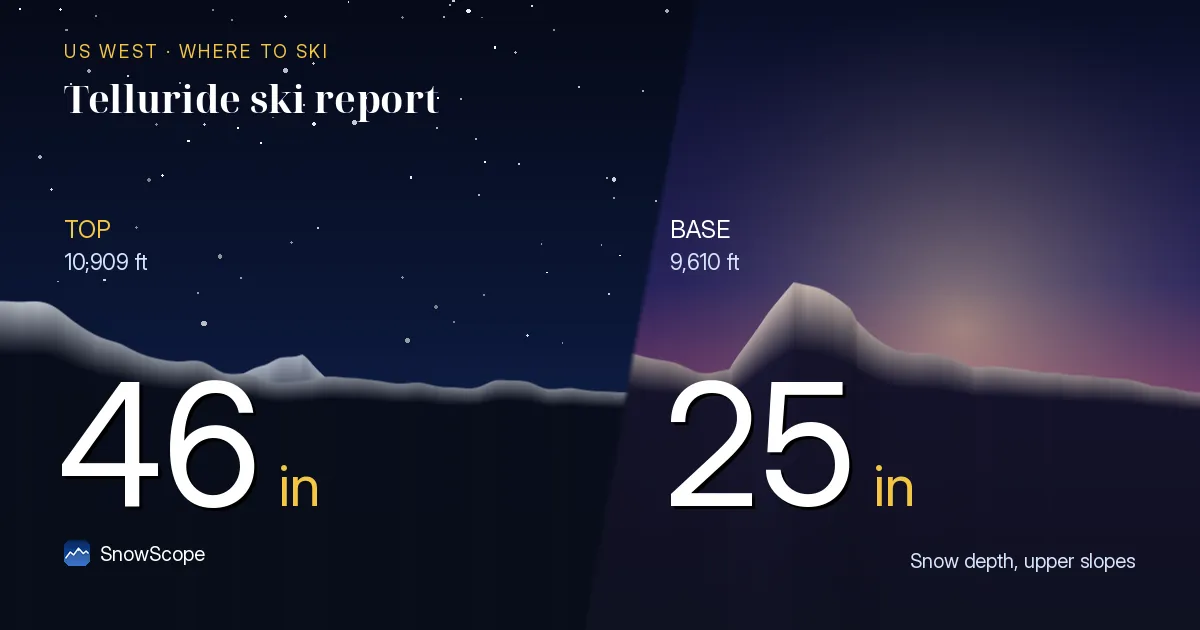 US WEST · WHERE TO SKI
Telluride ski report
TOP
10,909 ft
46 in
BASE
9,610 ft
25 in
SnowScope
Snow depth, upper slopes